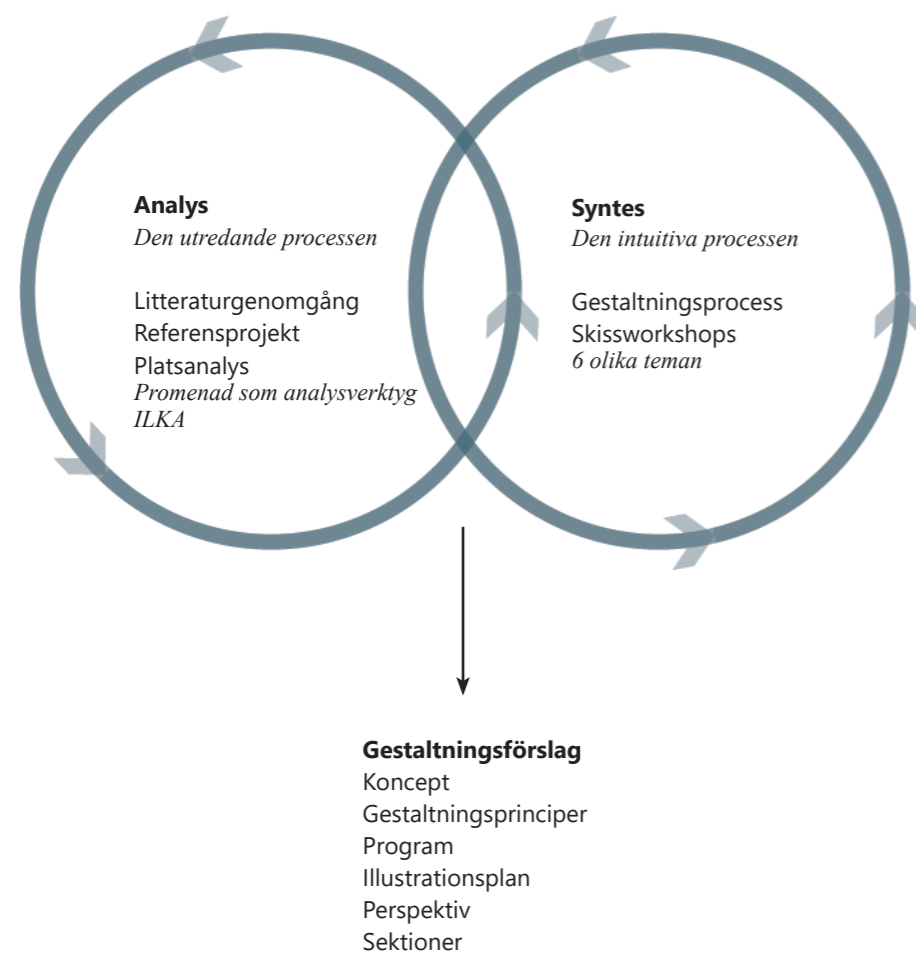 Analys
Den utredande processen
Litteraturgenomgång
Referensprojekt
Platsanalys
Promenad som analysverktyg
ILKA
Syntes
Den intuitiva processen
Gestaltningsprocess
Skissworkshops
6 olika teman
Gestaltningsförslag
Koncept
Gestaltningsprinciper
Program
Illustrationsplan
Perspektiv
Sektioner